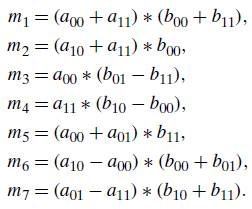 m₁ = (a₀₀ + a₁₁) * (b₀₀ + b₁₁),
m₂ = (a₁₀ + a₁₁) * b₀₀,
m₃ = a₀₀ * (b₀₁ − b₁₁),
m₄ = a₁₁ * (b₁₀ − b₀₀),
m₅ = (a₀₀ + a₀₁) * b₁₁,
m₆ = (a₁₀ − a₀₀) * (b₀₀ + b₀₁),
m₇ = (a₀₁ − a₁₁) * (b₁₀ + b₁₁).